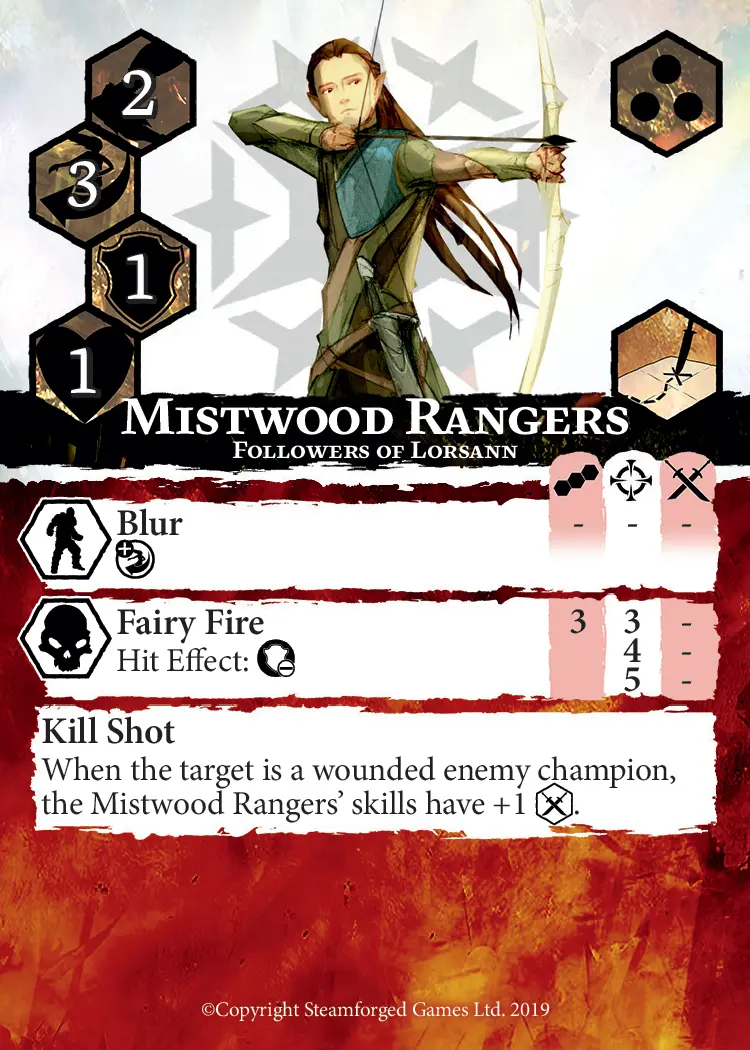 2
3
1
1
Mistwood Rangers
Followers of Lorsann
Blur
- - -
Fairy Fire 3 3 -
Hit Effect: 4 -
5 -
Kill Shot
When the target is a wounded enemy champion,
the Mistwood Rangers’ skills have +1 .
©Copyright Steamforged Games Ltd. 2019